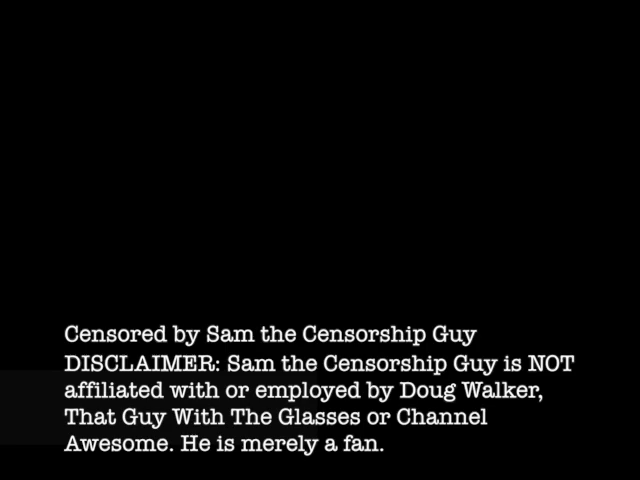 Censored by Sam the Censorship Guy
DISCLAIMER: Sam the Censorship Guy is NOT
affiliated with or employed by Doug Walker,
That Guy With The Glasses or Channel
Awesome. He is merely a fan.